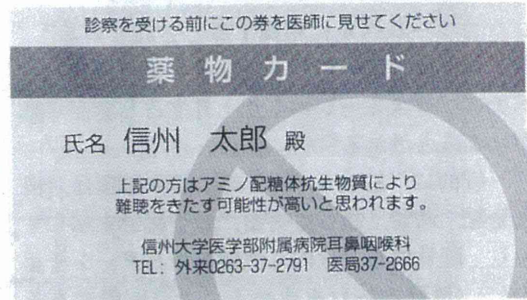 診察を受ける前にこの券を医師に見せてください
薬物カード
氏名 信州 太郎 殿
上記の方はアミノ配糖体抗生物質により
難聴をきたす可能性が高いと思われます。
信州大学医学部附属病院耳鼻咽喉科
TEL: 外来0263-37-2791 医局37-2666